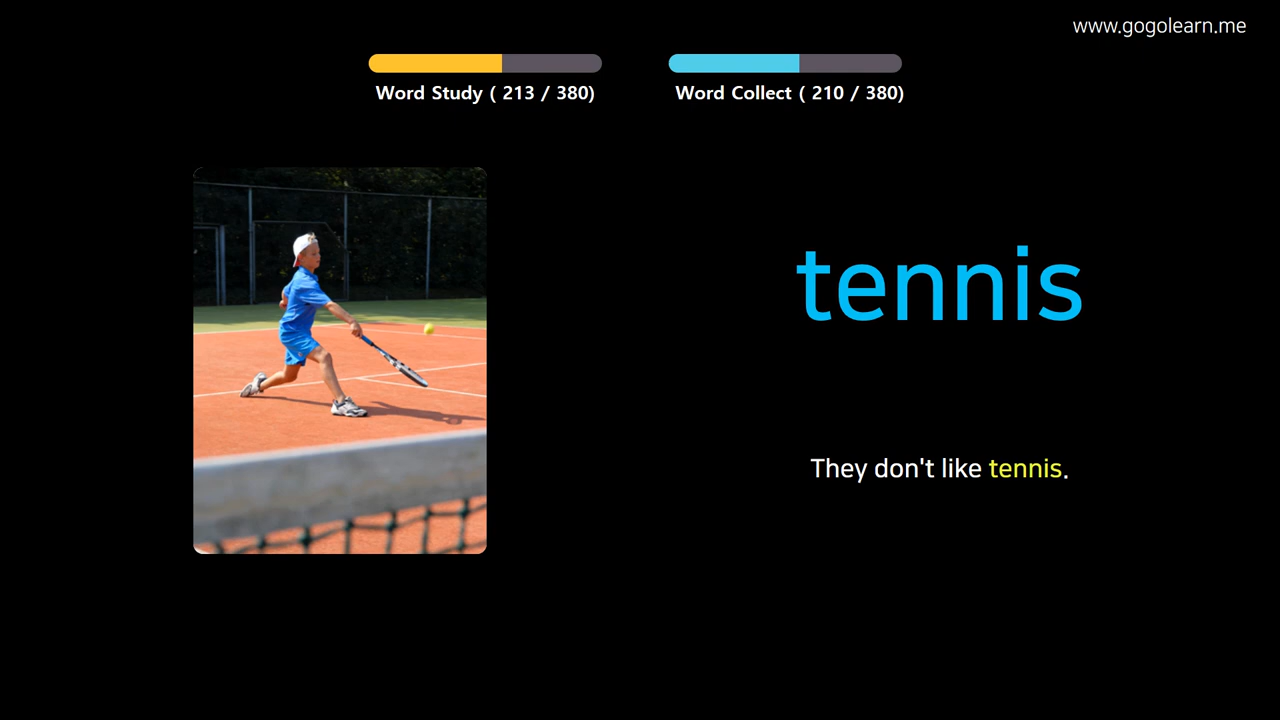 www.gogolearn.me
Word Study ( 213 / 380)
Word Collect ( 210 / 380)
tennis
They don't like tennis.